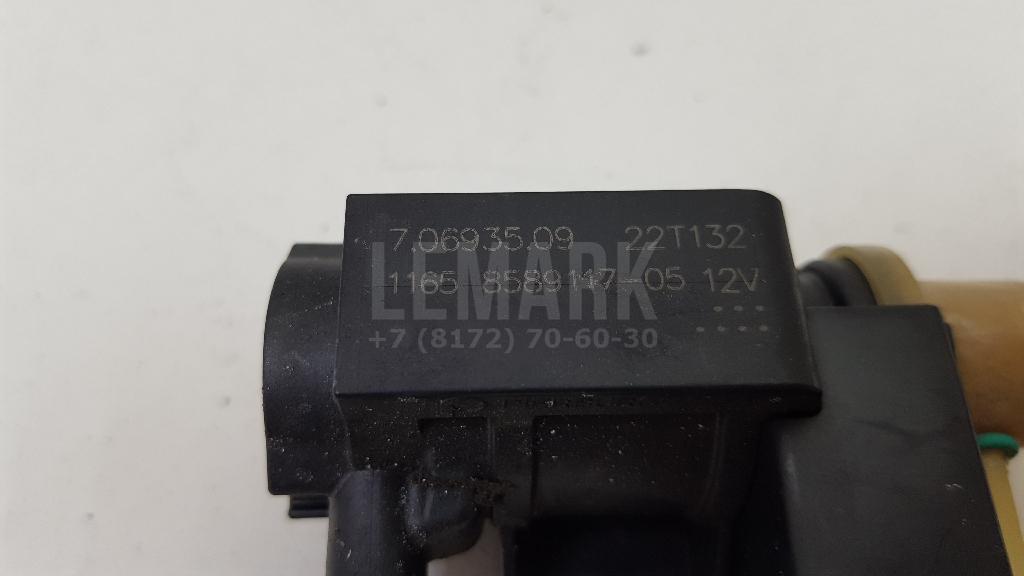 7.06935.09 22T132
1165 8589117-05 12V
LEMARK
+7 (8172) 70-60-30